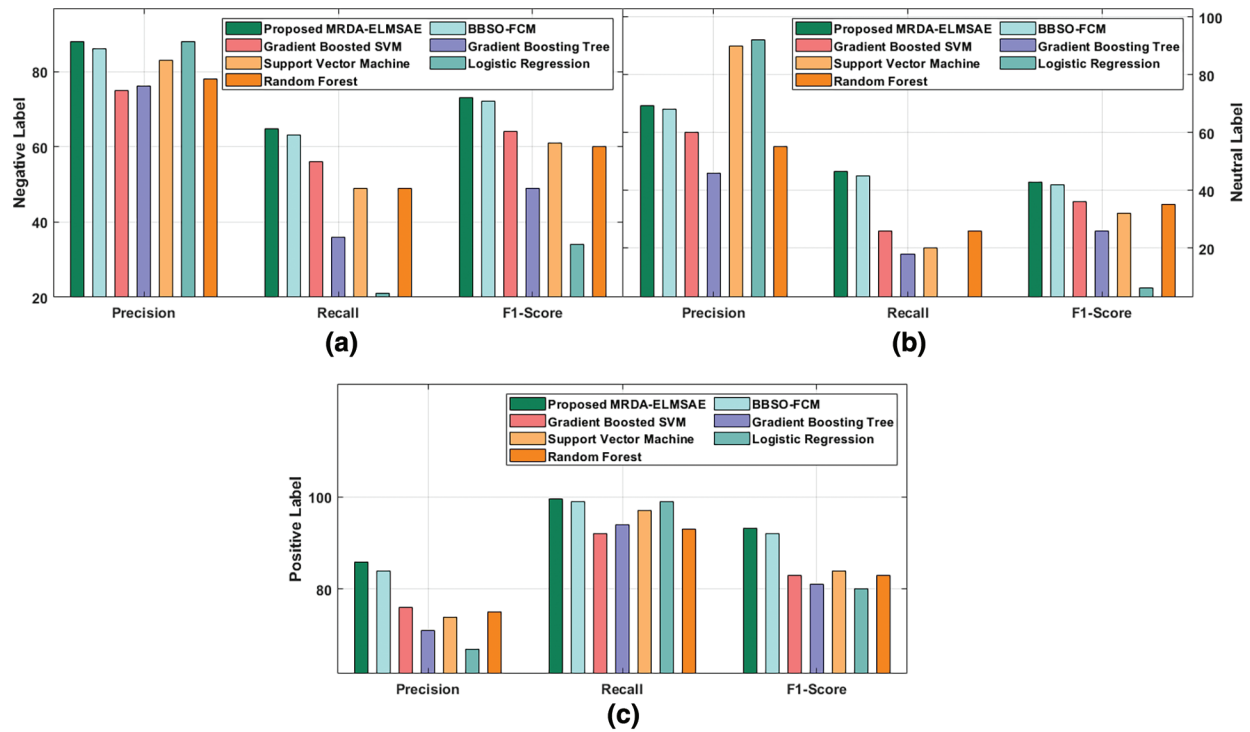 Proposed MRDA-ELMSAE BBSO-FCM
Gradient Boosted SVM Gradient Boosting Tree
Support Vector Machine Logistic Regression
Random Forest
80
60
40
20
Negative Label
Precision Recall F1-Score
(a)
Proposed MRDA-ELMSAE BBSO-FCM
Gradient Boosted SVM Gradient Boosting Tree
Support Vector Machine Logistic Regression
Random Forest
100
80
60
40
20
Neutral Label
Precision Recall F1-Score
(b)
Proposed MRDA-ELMSAE BBSO-FCM
Gradient Boosted SVM Gradient Boosting Tree
Support Vector Machine Logistic Regression
Random Forest
100
80
Positive Label
Precision Recall F1-Score
(c)